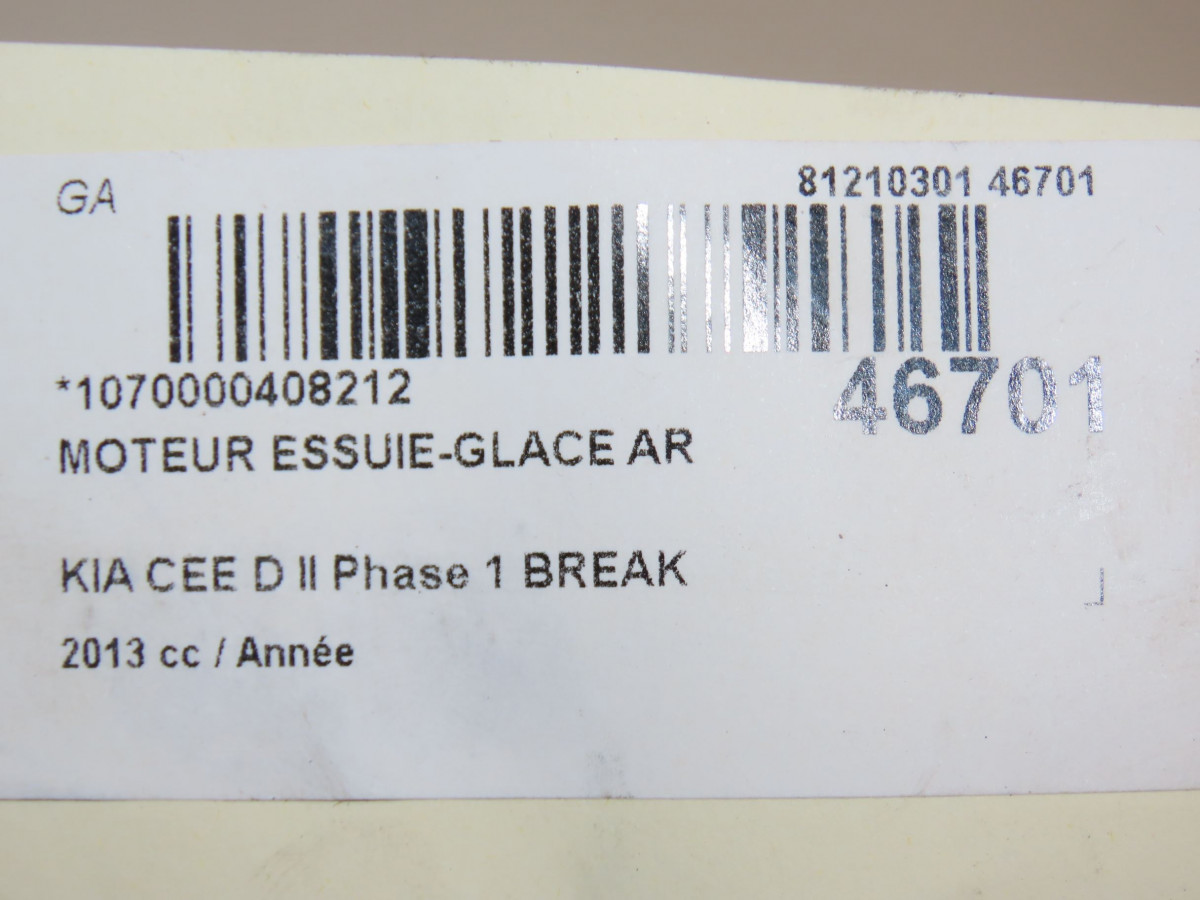 GA
81210301 46701
*1070000408212
46701
MOTEUR ESSUIE-GLACE AR
KIA CEE D II Phase 1 BREAK
2013 cc / Année